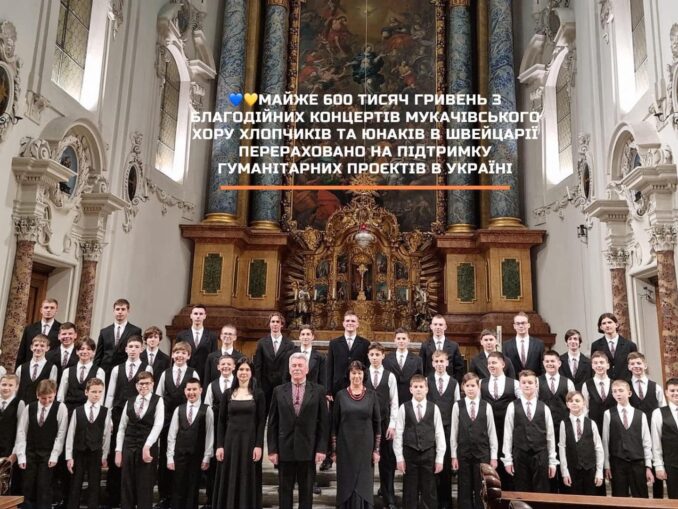 💙💛МАЙЖЕ 600 ТИСЯЧ ГРИВЕНЬ З
БЛАГОДІЙНИХ КОНЦЕРТІВ МУКАЧІВСЬКОГО
ХОРУ ХЛОПЧИКІВ ТА ЮНАКІВ В ШВЕЙЦАРІЇ
ПЕРЕРАХОВАНО НА ПІДТРИМКУ
ГУМАНІТАРНИХ ПРОЄКТІВ В УКРАЇНІ